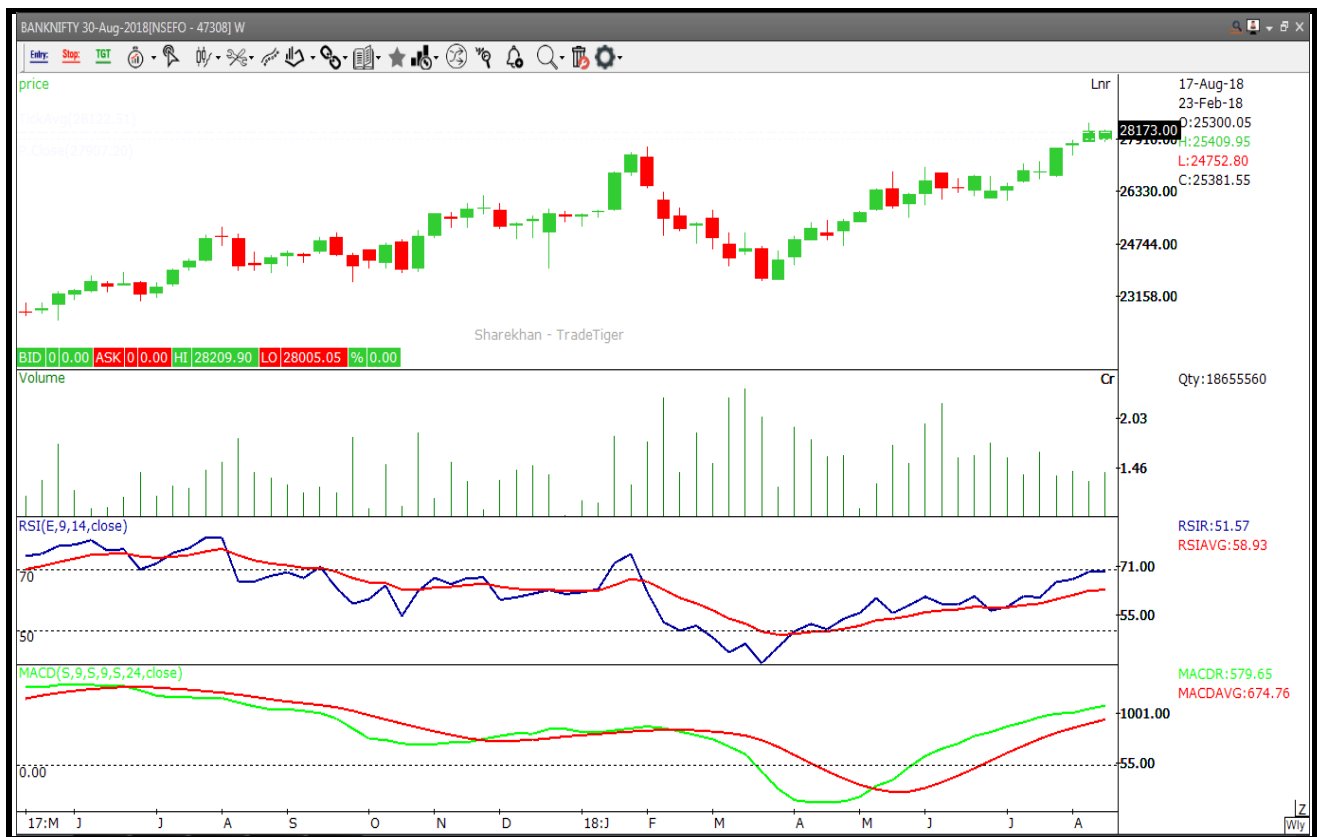 BANKNIFTY 30-Aug-2018[NSEFO - 47308] W
Entry: Stop: TGT
price
Lnr
17-Aug-18
23-Feb-18
O:25300.05
H:25409.95
L:24752.80
C:25381.55
28173.00
26330.00
24744.00
23158.00
Sharekhan - TradeTiger
BID 0 0.00 ASK 0 0.00 HI 28209.90 LO 28005.05 % 0.00
Volume
Cr
Qty:18655560
2.03
1.46
RSI(E,9,14,close)
RSIR:51.57
RSIAVG:58.93
70
71.00
55.00
50
MACD(S,9,S,9,S,24,close)
MACDR:579.65
MACDAVG:674.76
1001.00
0.00
55.00
17:M J J A S O N D 18:J F M A M J J A
Z
Wly